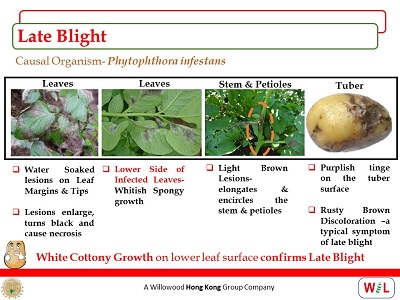 Late Blight
Causal Organism- Phytophthora infestans
Leaves
Leaves
Stem & Petioles
Tuber
Water Soaked
lesions on Leaf
Margins & Tips
Lesions enlarge,
turns black and
cause necrosis
Lower Side of
Infected Leaves-
Whitish Spongy
growth
Light Brown
Lesions-
elongates &
encircles the
stem & petioles
Purplish tinge
on the tuber
surface
Rusty Brown
Discoloration –a
typical symptom
of late blight
White Cottony Growth on lower leaf surface confirms Late Blight
A Willowood Hong Kong Group Company